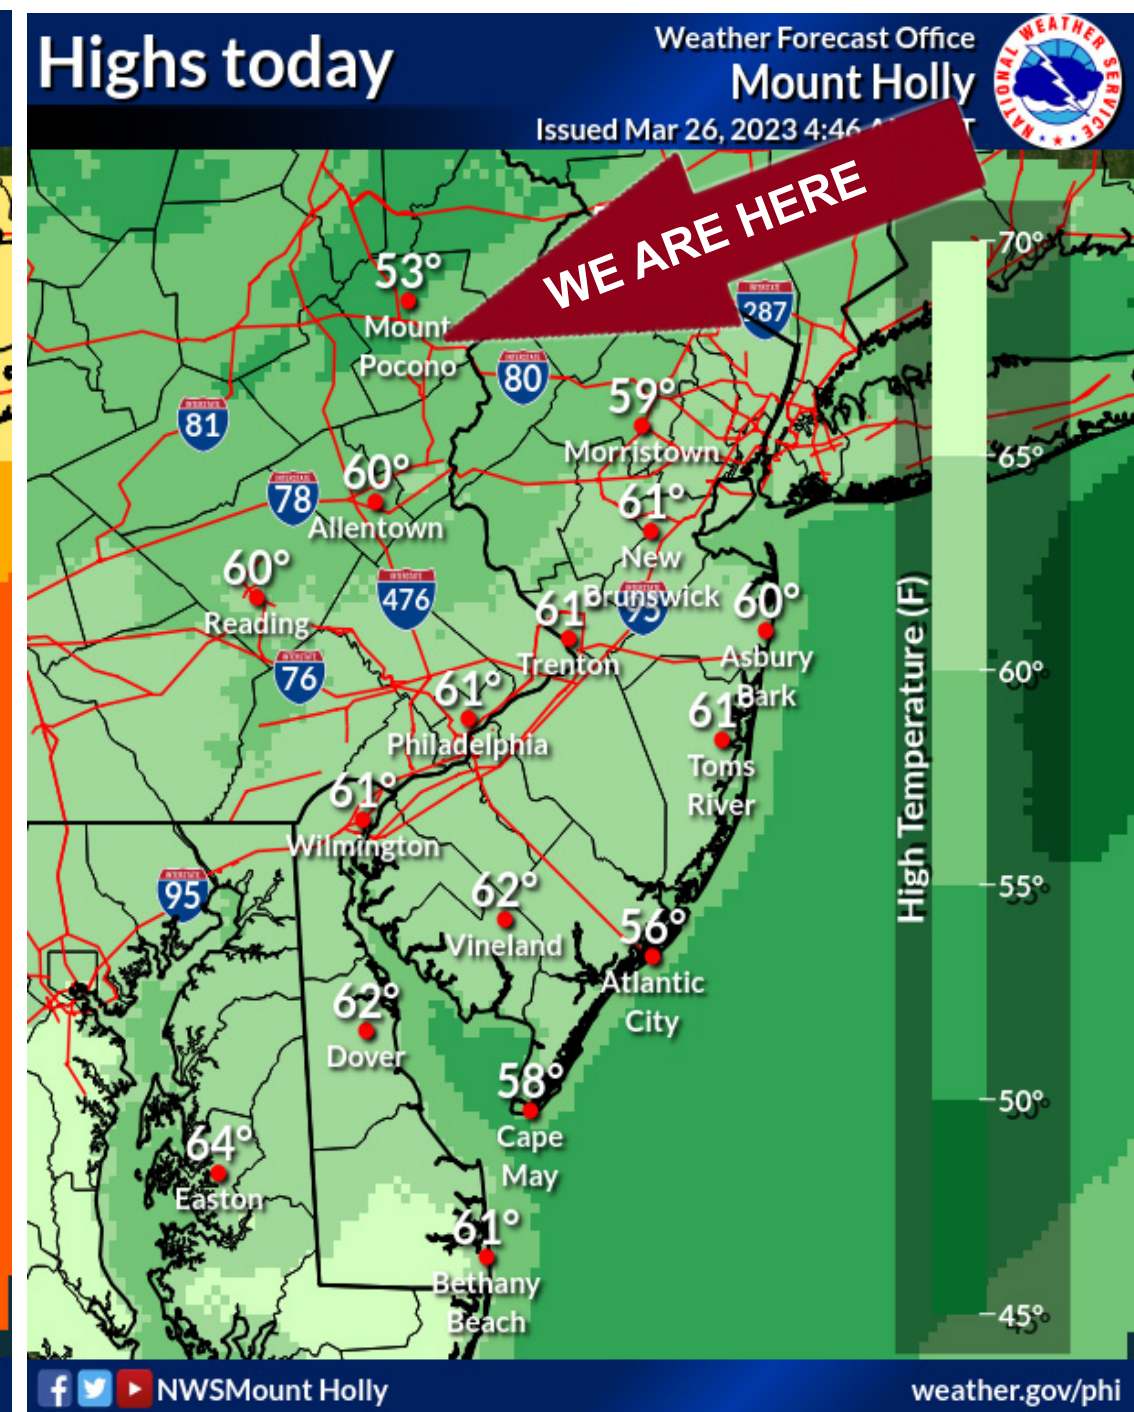 Highs today
Weather Forecast Office
Mount Holly
Issued Mar 26, 2023 4:46
NATIONAL WEATHER SERVICE
WE ARE HERE
70°
53°
Mount
Pocono
287
80
59°
Morristown
81
65°
60°
Allentown
78
61°
New
Brunswick
60°
Reading
476
95
61°
Trenton
60°
Asbury
Park
60°
76
61°
Philadelphia
61°
Toms
River
High Temperature (F)
61°
Wilmington
95
55°
62°
Vineland
56°
Atlantic
City
62°
Dover
58°
Cape
May
50°
64°
Easton
61°
Bethany
Beach
45°
NWSMount Holly
weather.gov/phi